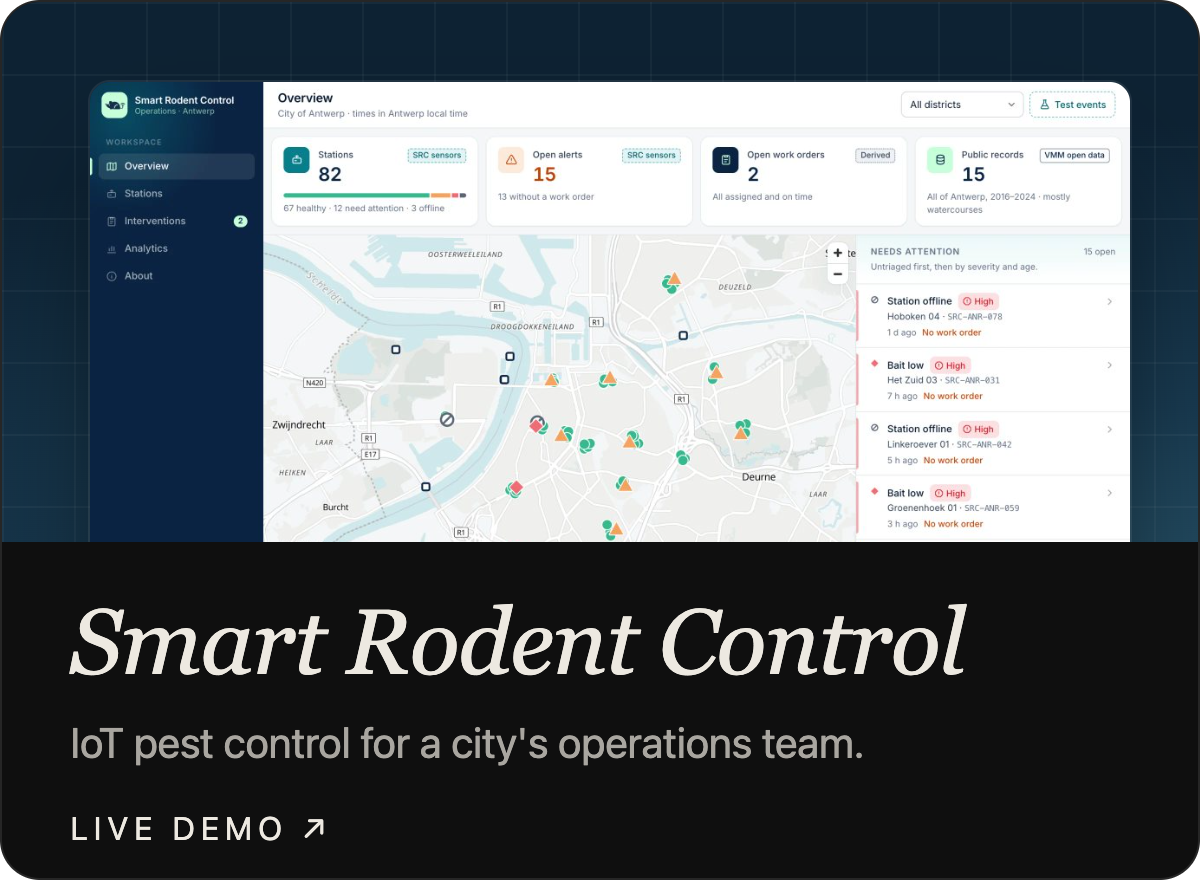 Smart Rodent Control
Operations · Antwerp
WORKSPACE
Overview
Stations
Interventions 2
Analytics
About
Overview
City of Antwerp · times in Antwerp local time
All districts
Test events
Stations SRC sensors
82
67 healthy · 12 need attention · 3 offline
Open alerts SRC sensors
15
13 without a work order
Open work orders Derived
2
All assigned and on time
Public records VMM open data
15
All of Antwerp, 2016–2024 · mostly
watercourses
OOSTERWEELEILAND
Schelde
DEUZELD
R1
DROOGDOKKENEILAND
R1
N420
R1
Zwijndrecht
LAAR
R1
E17
HEIKEN
Burcht
Deurne
LAAR
R1
+
−
NEEDS ATTENTION 15 open
Untriaged first, then by severity and age.
Station offline High
Hoboken 04 · SRC-ANR-078
1 d ago No work order
Bait low High
Het Zuid 03 · SRC-ANR-031
7 h ago No work order
Station offline High
Linkeroever 01 · SRC-ANR-042
5 h ago No work order
Bait low High
Groenenhoek 01 · SRC-ANR-059
3 h ago No work order
Smart Rodent Control
IoT pest control for a city's operations team.
LIVE DEMO ↗